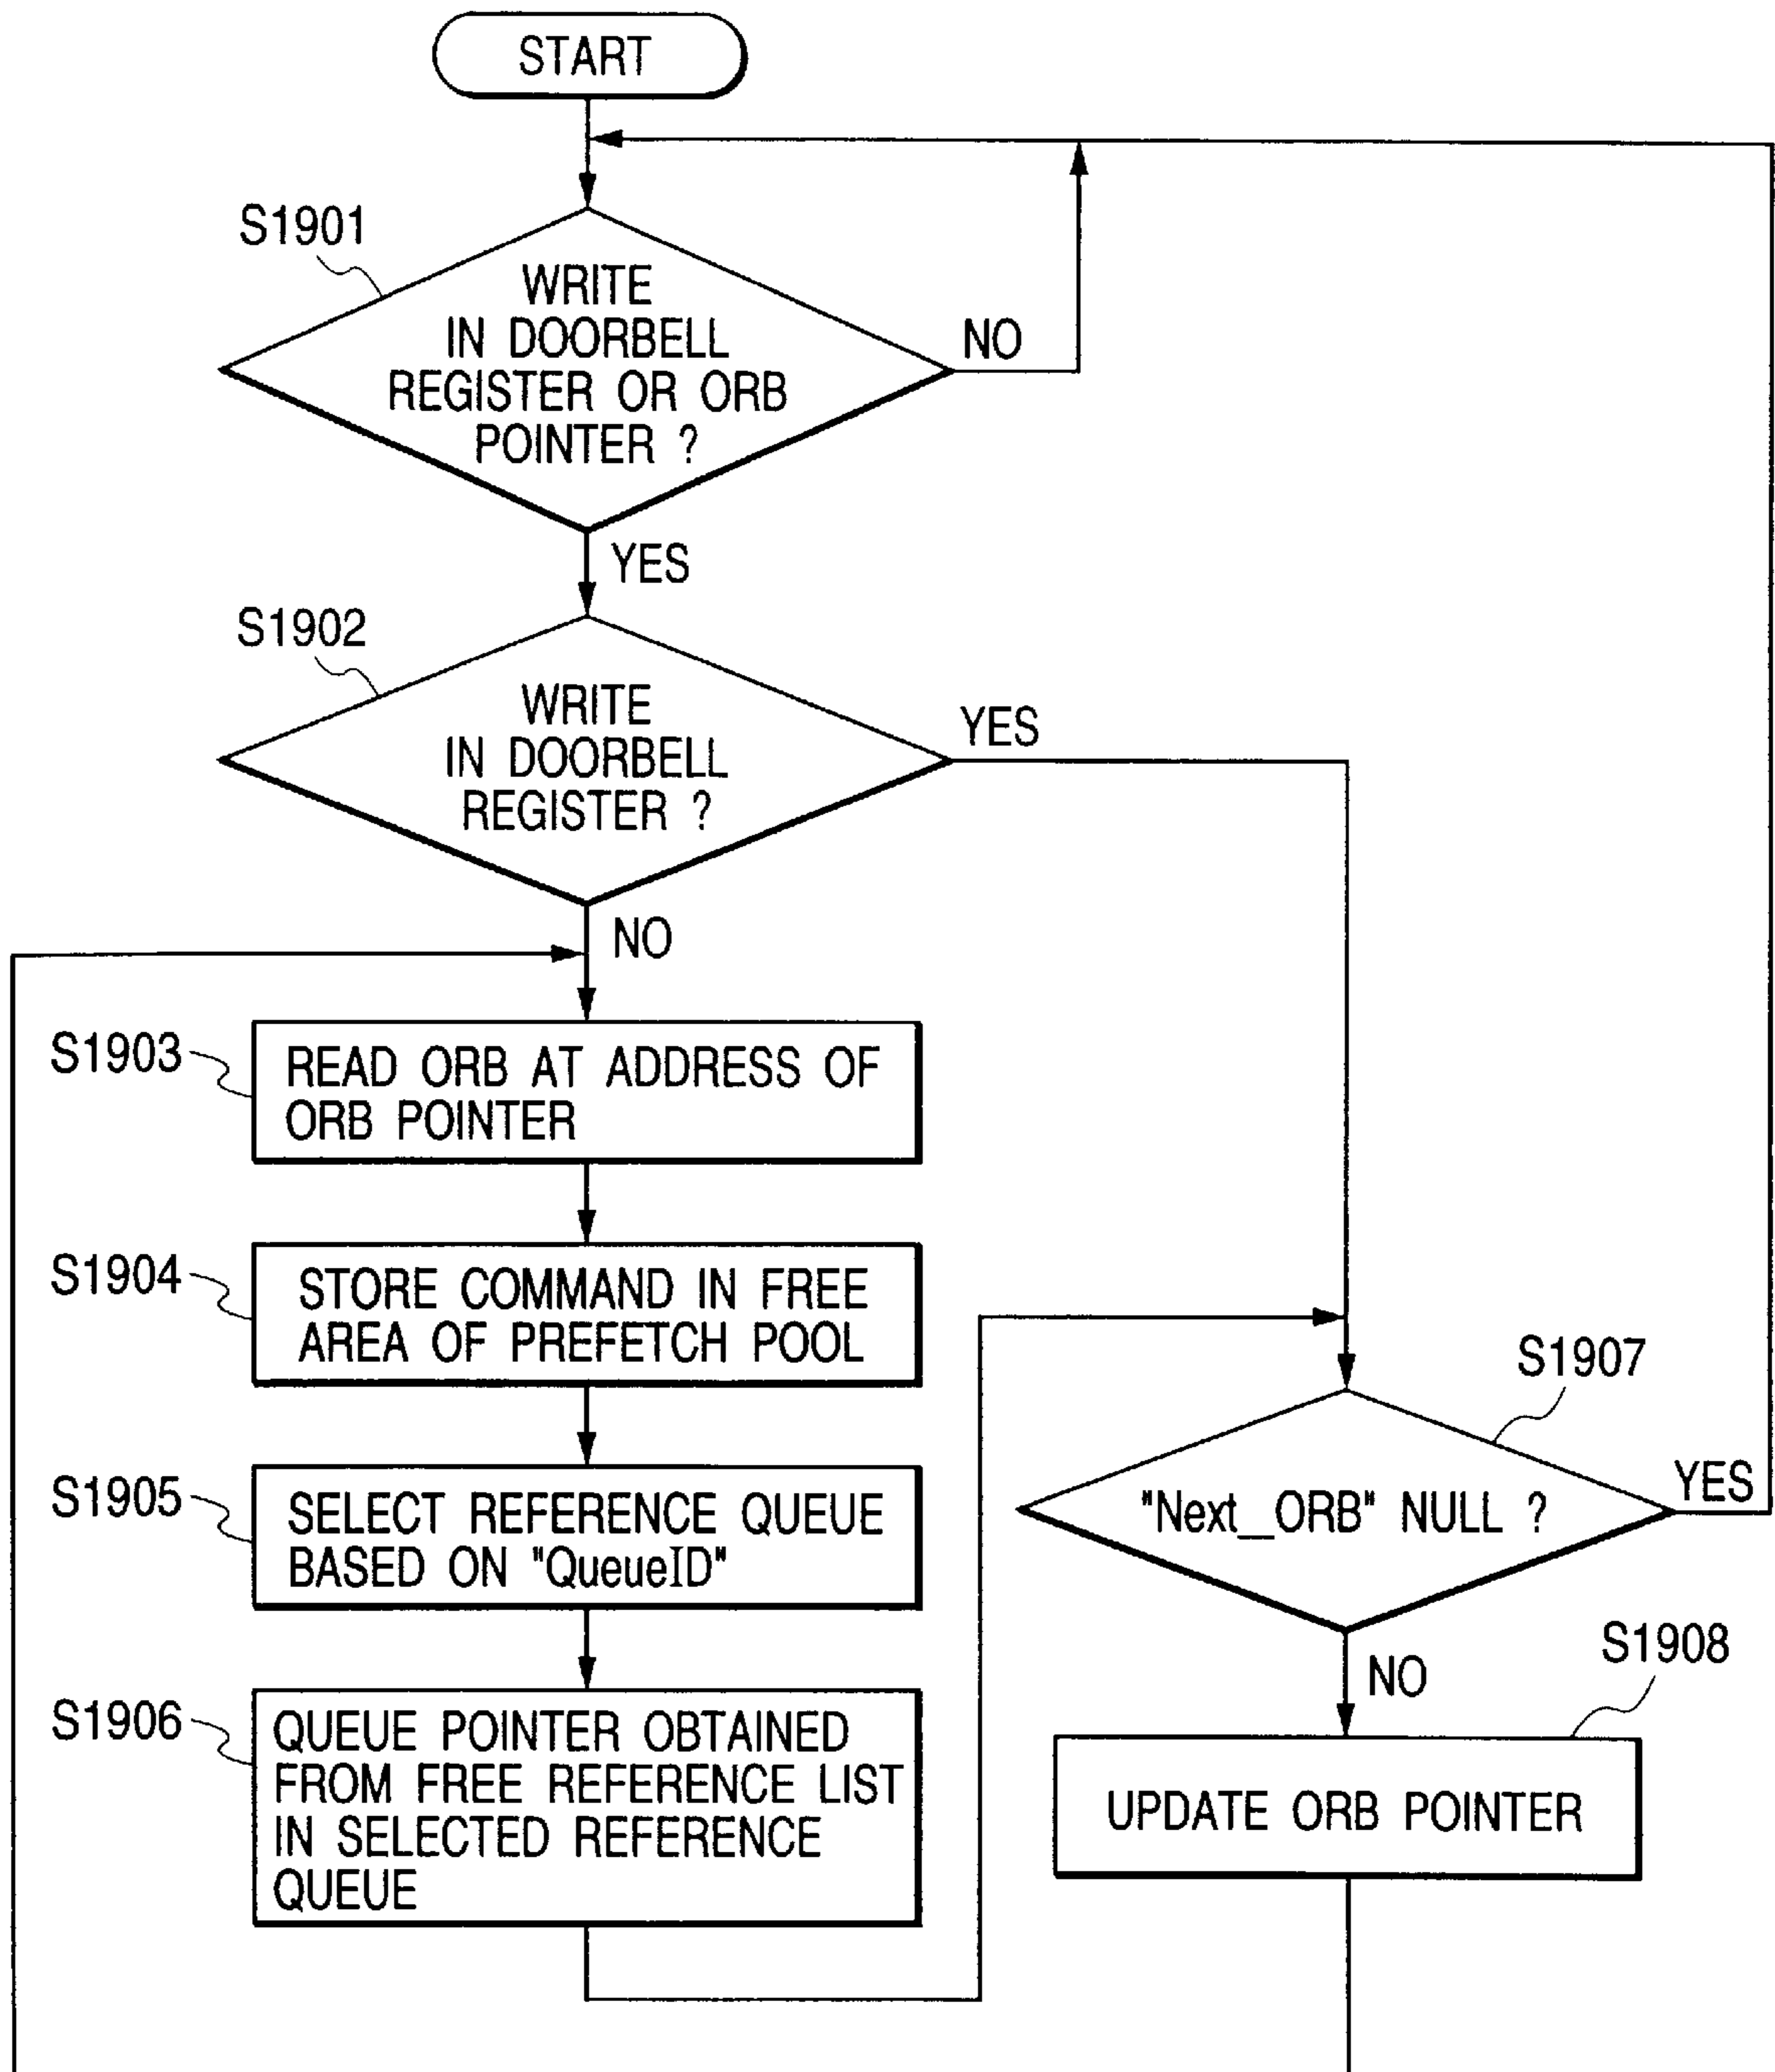 START
S1901
WRITE
IN DOORBELL
REGISTER OR ORB
POINTER ?
NO
YES
S1902
WRITE
IN DOORBELL
REGISTER ?
YES
NO
S1903
READ ORB AT ADDRESS OF
ORB POINTER
S1904
STORE COMMAND IN FREE
AREA OF PREFETCH POOL
S1905
SELECT REFERENCE QUEUE
BASED ON "QueueID"
S1906
QUEUE POINTER OBTAINED
FROM FREE REFERENCE LIST
IN SELECTED REFERENCE
QUEUE
S1907
"Next__ORB" NULL ?
YES
NO
S1908
UPDATE ORB POINTER